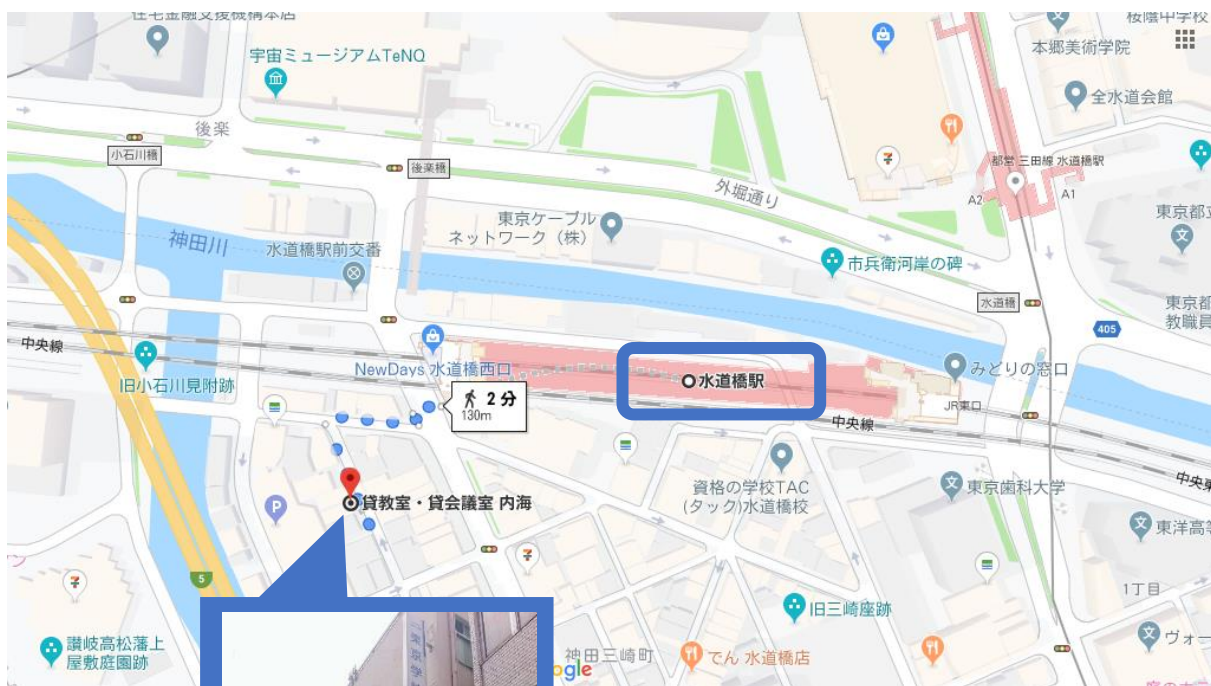 住宅金融支援機構本店
桜蔭中学校
宇宙ミュージアムTeNQ
本郷美術学院
全水道会館
後楽
小石川橋
後楽橋
都営 三田線 水道橋駅
A2
A1
外堀通り
東京都立
東京ケーブル
ネットワーク（株）
神田川
水道橋駅前交番
市兵衛河岸の碑
水道橋
東京都
教職員
405
中央線
旧小石川見附跡
NewDays 水道橋西口
2 分
130m
水道橋駅
みどりの窓口
JR東口
中央線
貸教室・貸会議室 内海
資格の学校TAC
(タック)水道橋校
東京歯科大学
中央
東洋高等
P
5
1丁目
旧三崎座跡
讃岐高松藩上
屋敷庭園跡
東京学
神田三崎町
ogle
でん 水道橋店
ヴォー